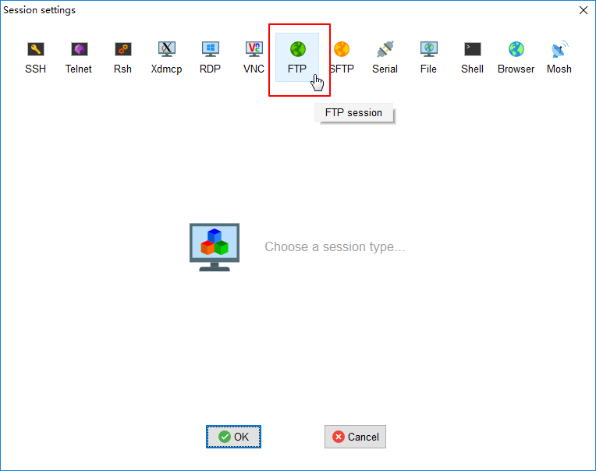 Session settings
SSH Telnet Rsh Xdmcp RDP VNC FTP SFTP Serial File Shell Browser Mosh
FTP session
Choose a session type...
OK Cancel